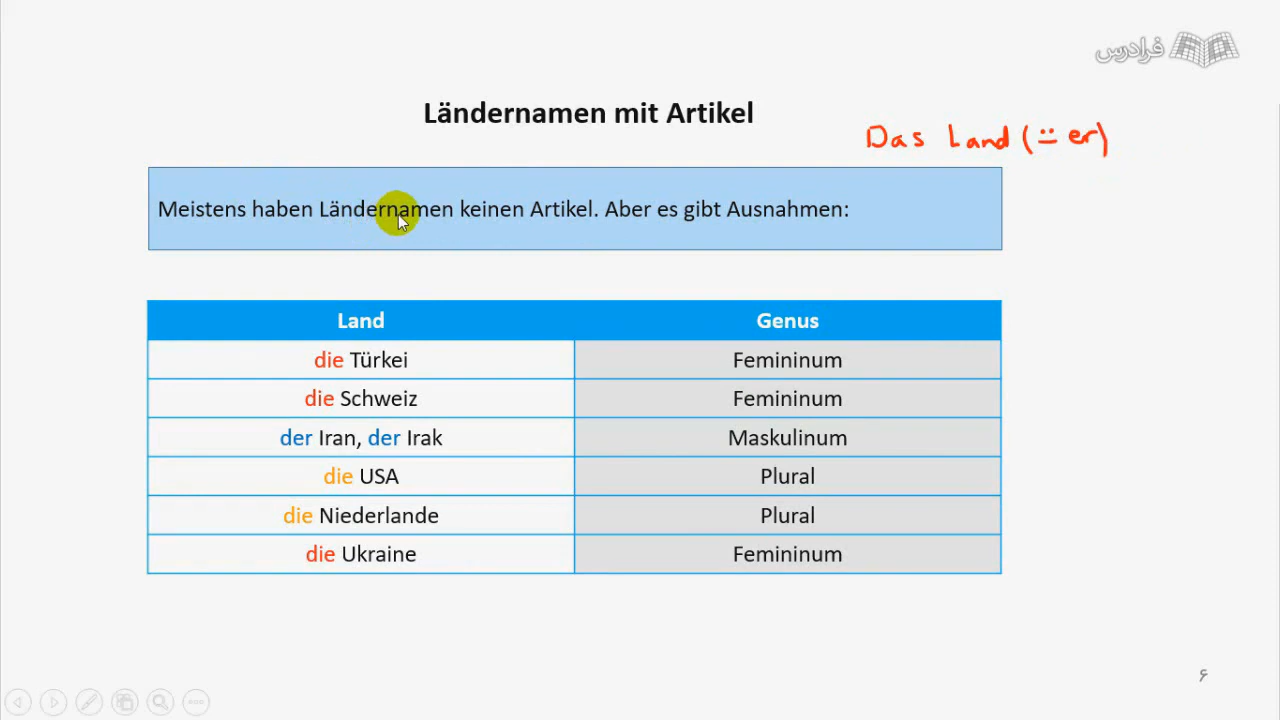 فرادرس
Ländernamen mit Artikel
Das Land (¨er)
Meistens haben Ländernamen keinen Artikel. Aber es gibt Ausnahmen:
Land Genus
die Türkei Femininum
die Schweiz Femininum
der Iran, der Irak Maskulinum
die USA Plural
die Niederlande Plural
die Ukraine Femininum
۶